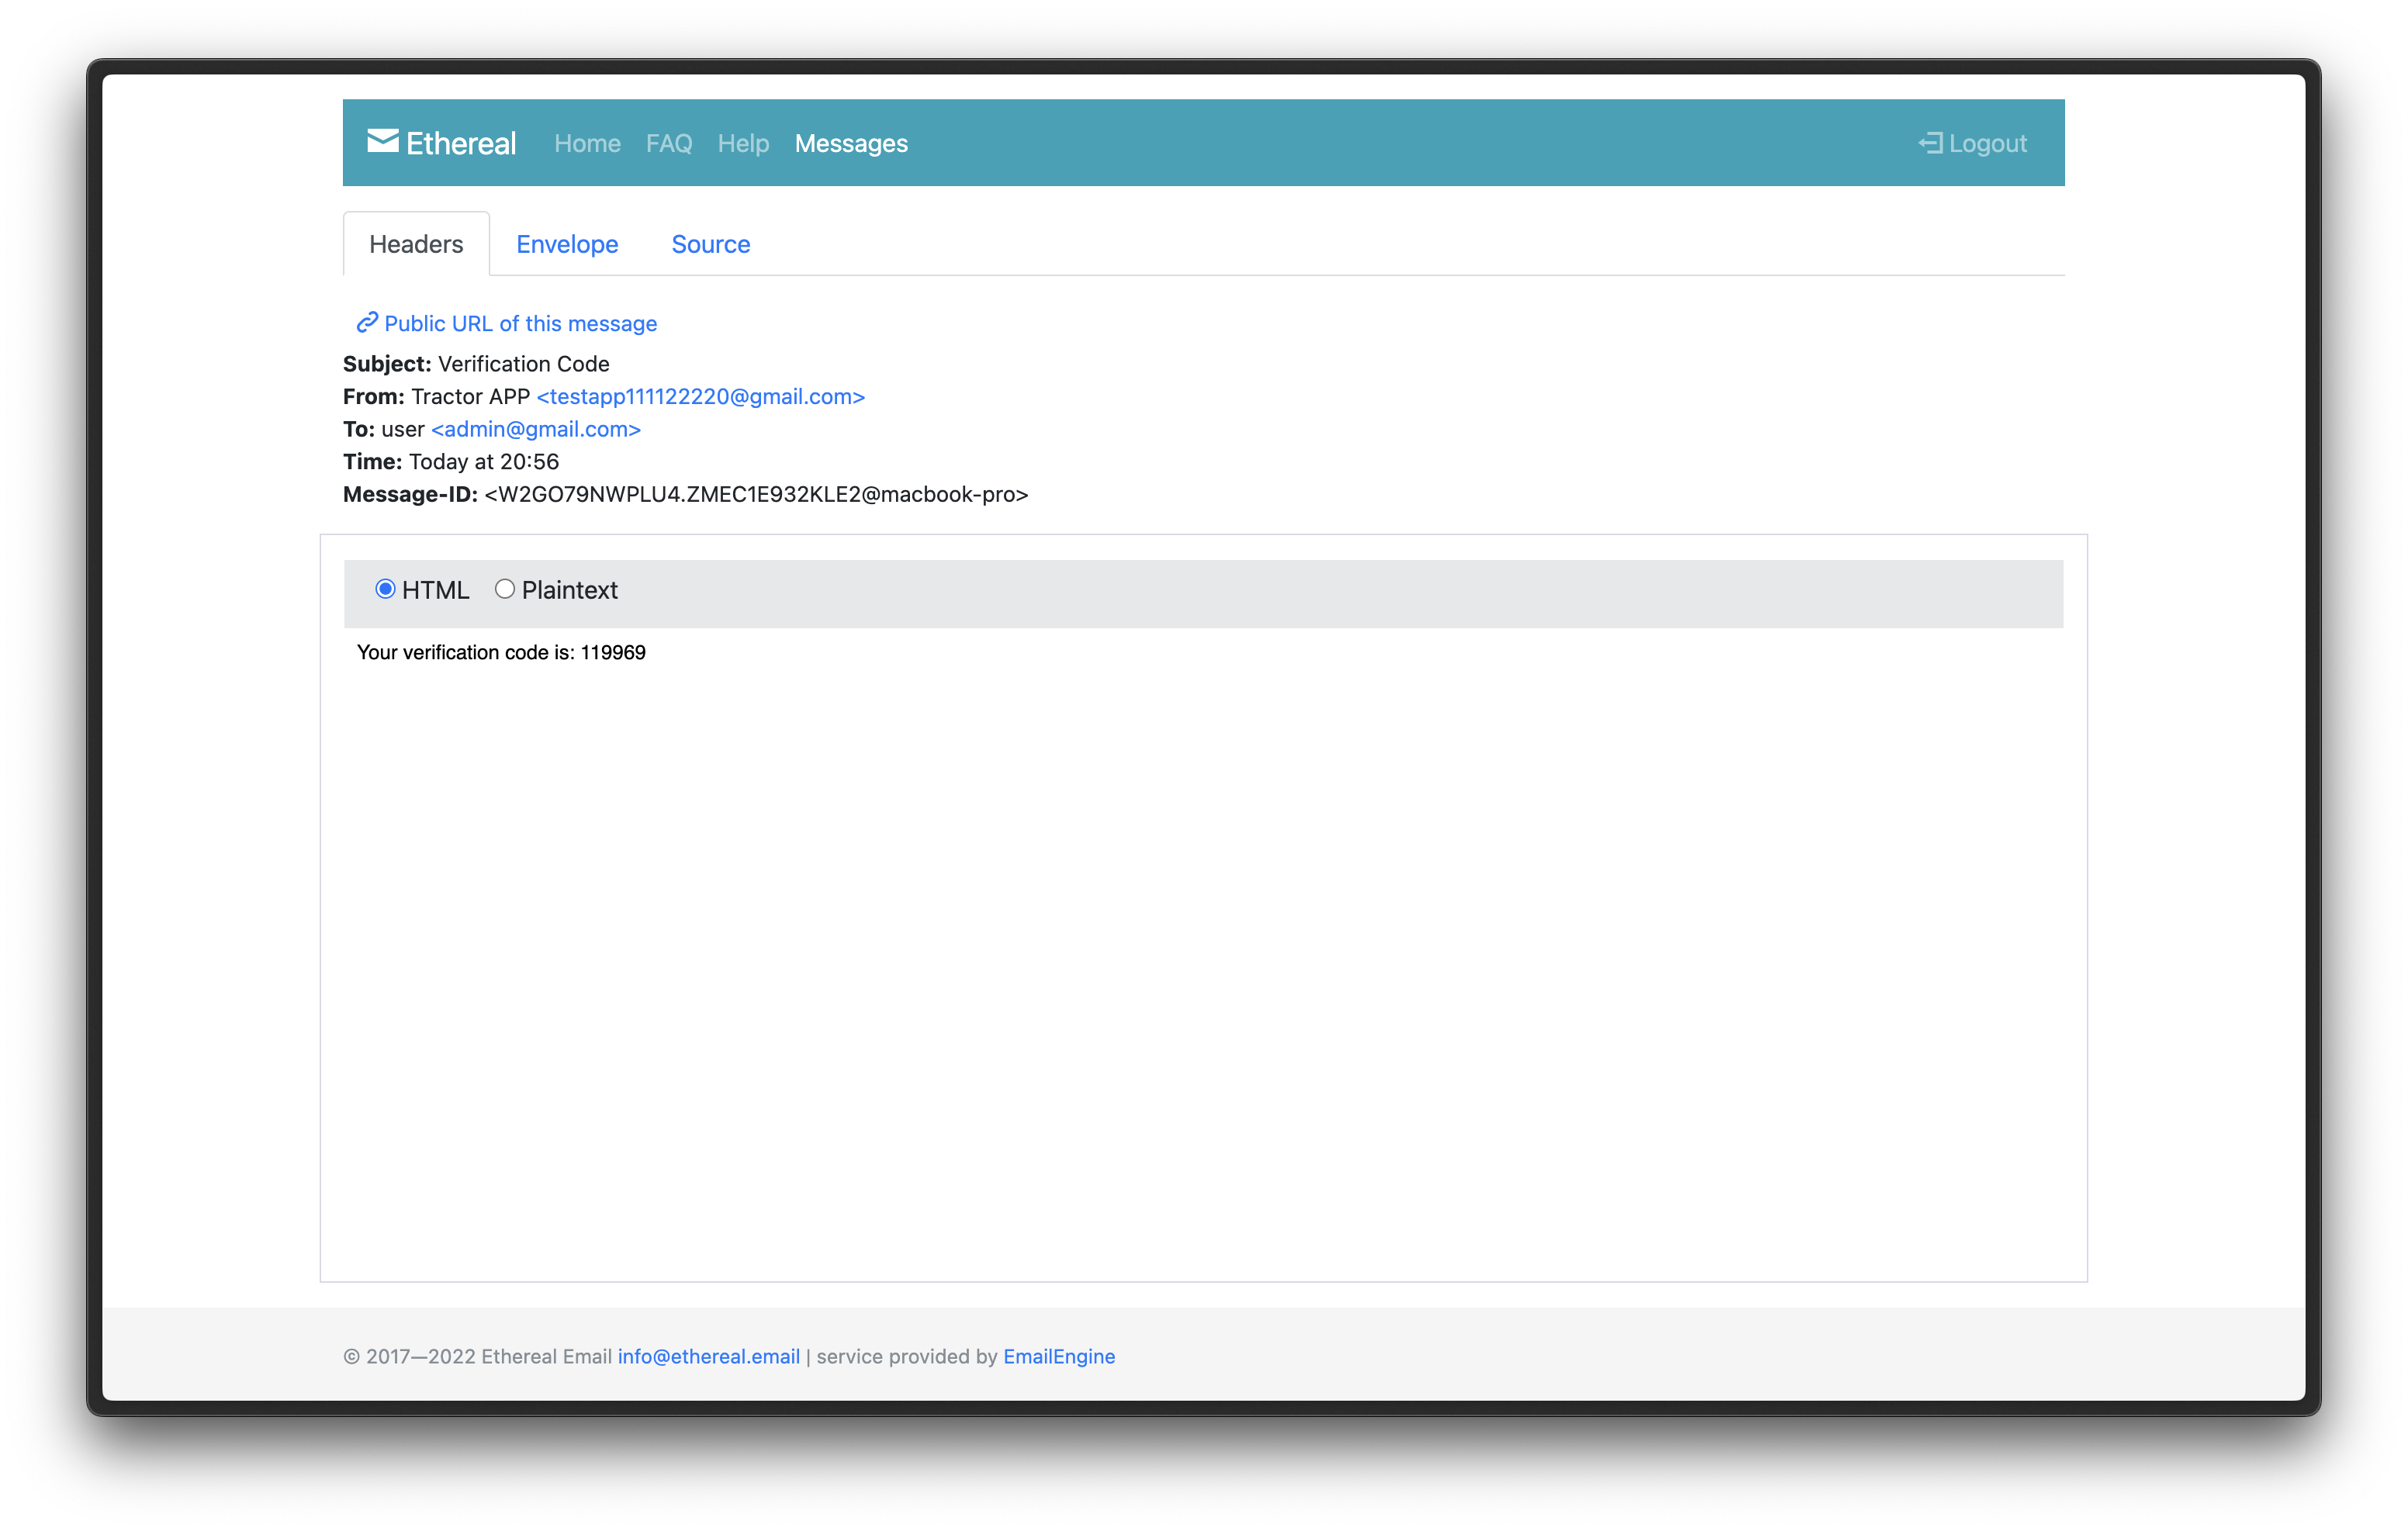 Ethereal Home FAQ Help Messages Logout
Headers Envelope Source
Public URL of this message
Subject: Verification Code
From: Tractor APP <testapp111122220@gmail.com>
To: user <admin@gmail.com>
Time: Today at 20:56
Message-ID: <W2GO79NWPLU4.ZMEC1E932KLE2@macbook-pro>
HTML Plaintext
Your verification code is: 119969
© 2017—2022 Ethereal Email info@ethereal.email | service provided by EmailEngine